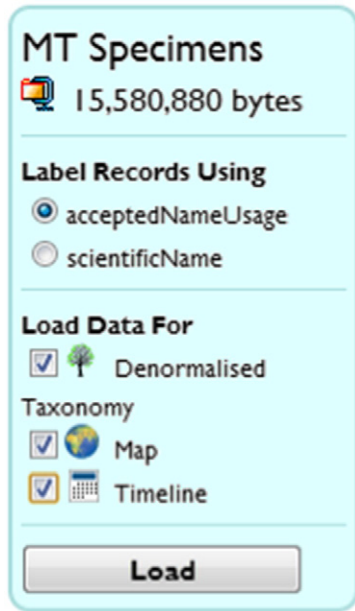 MT Specimens
15,580,880 bytes
Label Records Using
acceptedNameUsage
scientificName
Load Data For
Denormalised
Taxonomy
Map
Timeline
Load